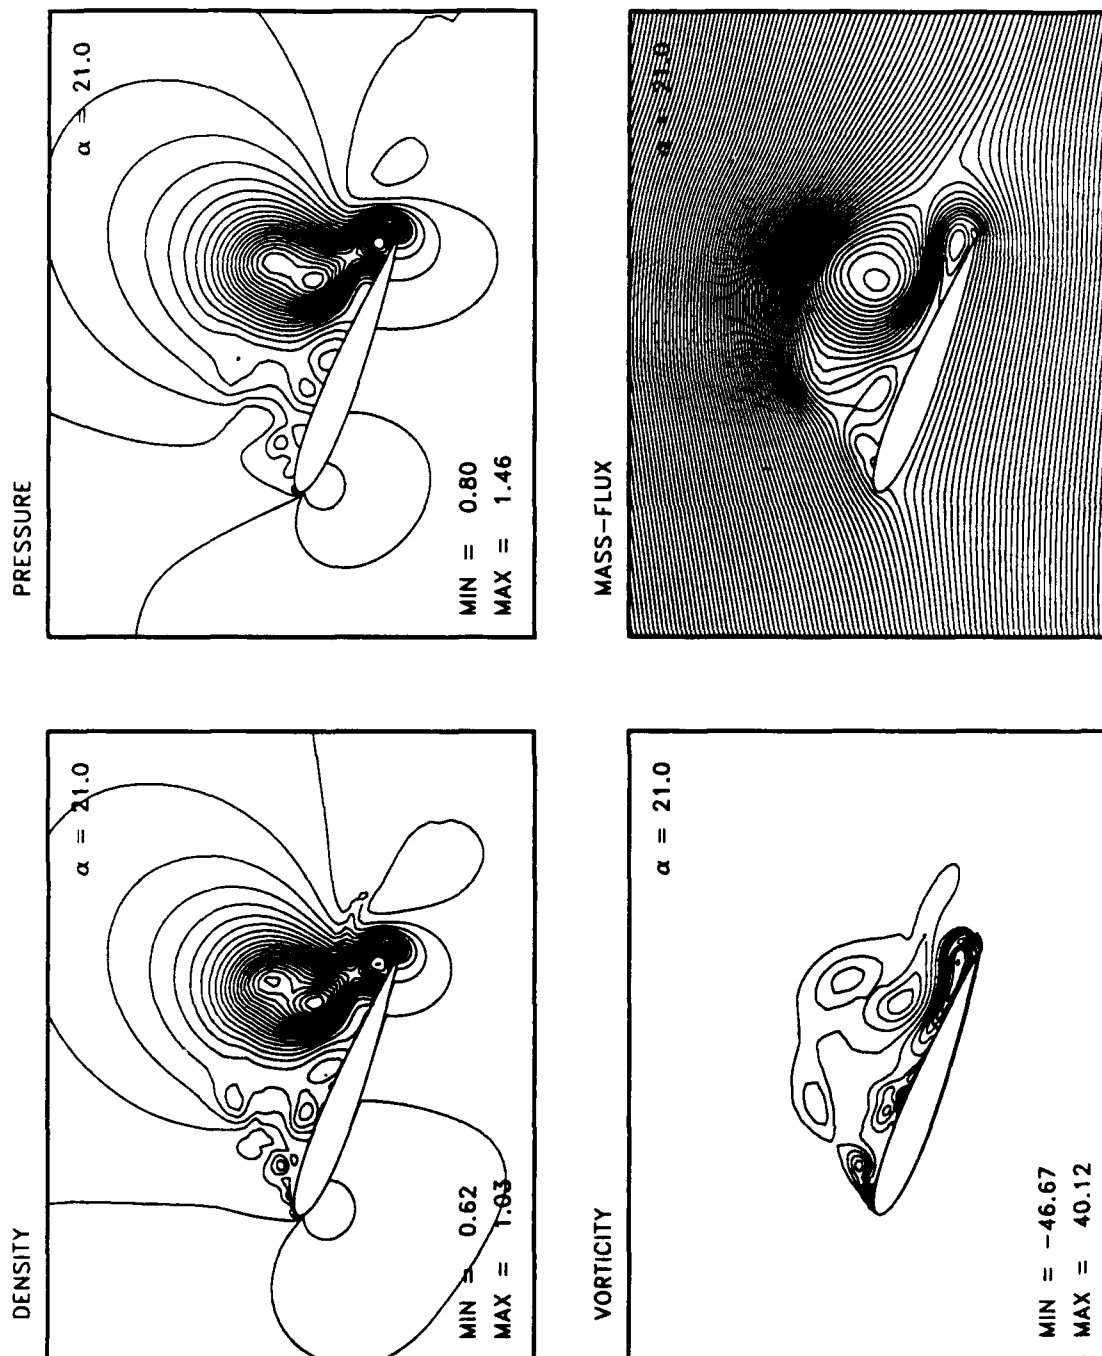 DENSITY
α = 21.0
MIN = 0.62
MAX = 1.03
PRESSURE
α = 21.0
MIN = 0.80
MAX = 1.46
VORTICITY
α = 21.0
MIN = -46.67
MAX = 40.12
MASS-FLUX
α = 21.0